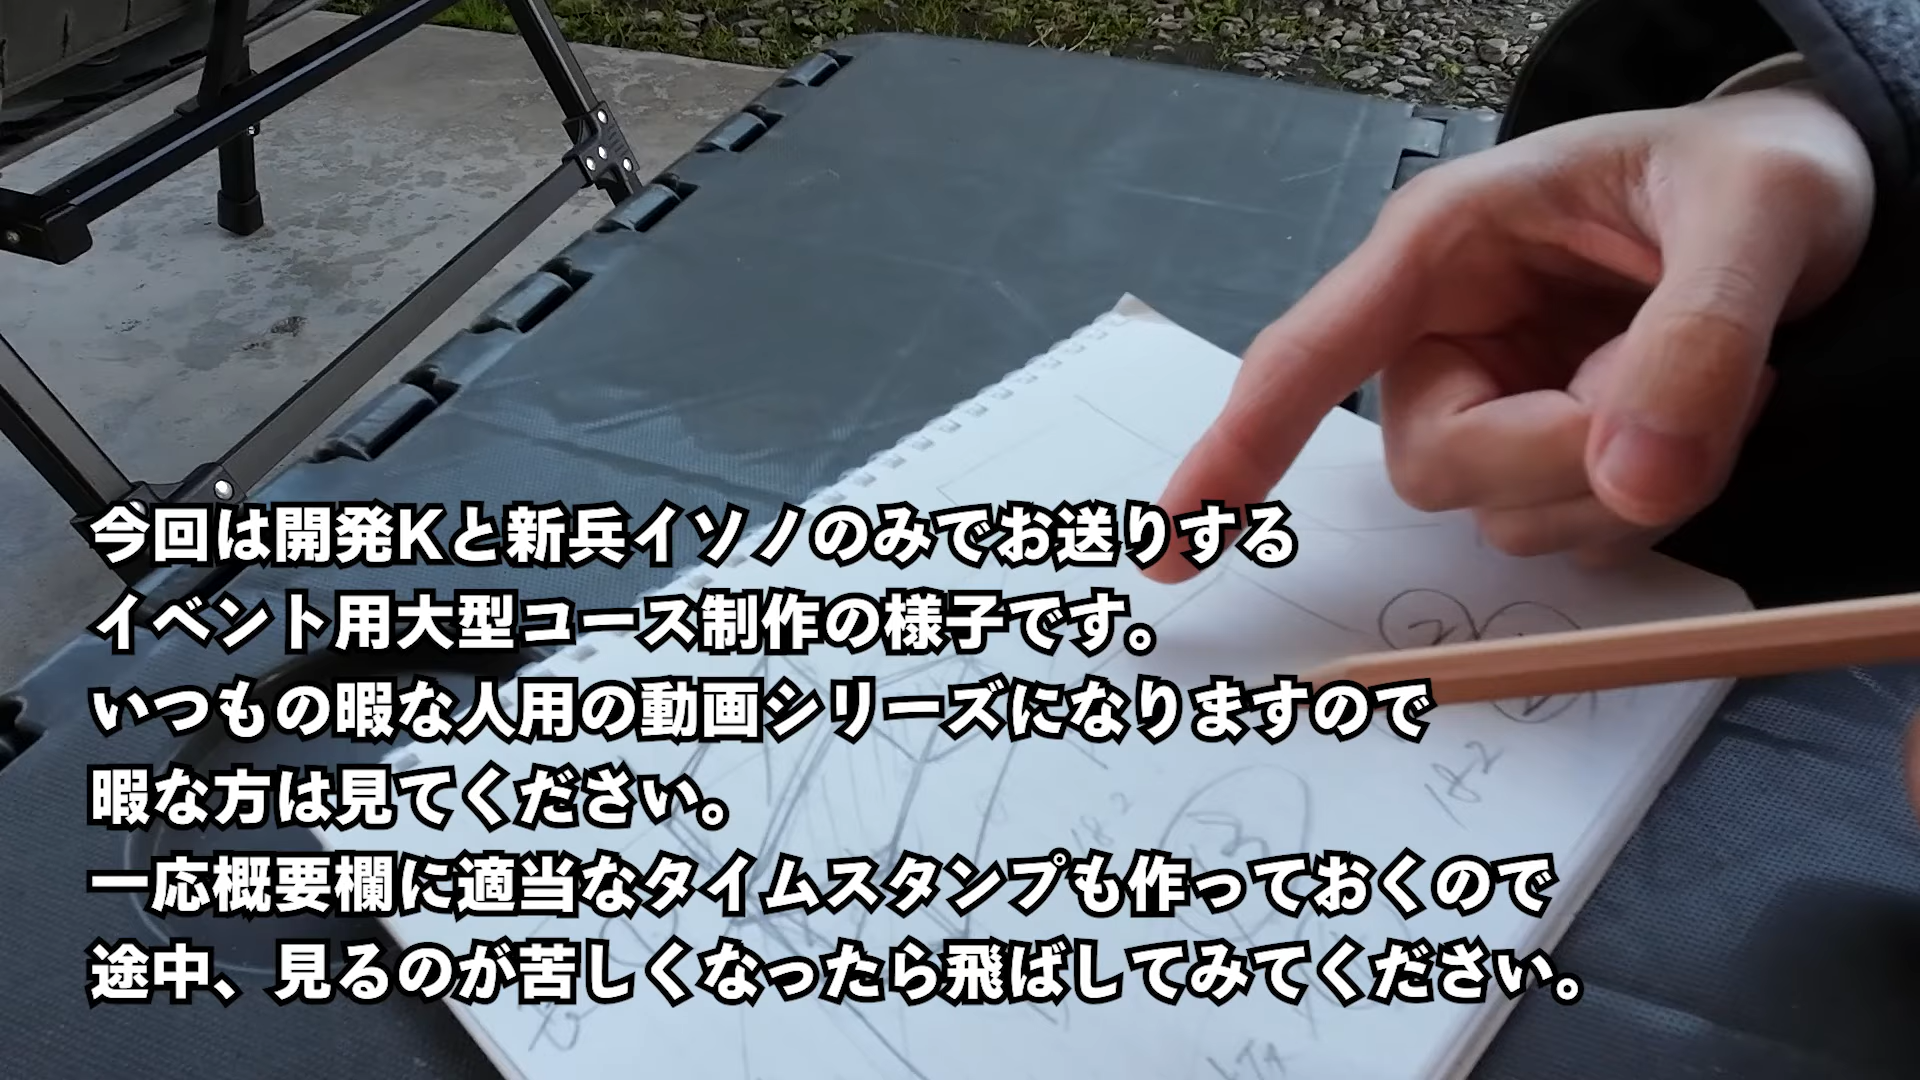 今回は開発Kと新兵イソノのみでお送りする
イベント用大型コース制作の様子です。
いつもの暇な人用の動画シリーズになりますので
暇な方は見てください。
一応概要欄に適当なタイムスタンプも作っておくので
途中、見るのが苦しくなったら飛ばしてみてください。